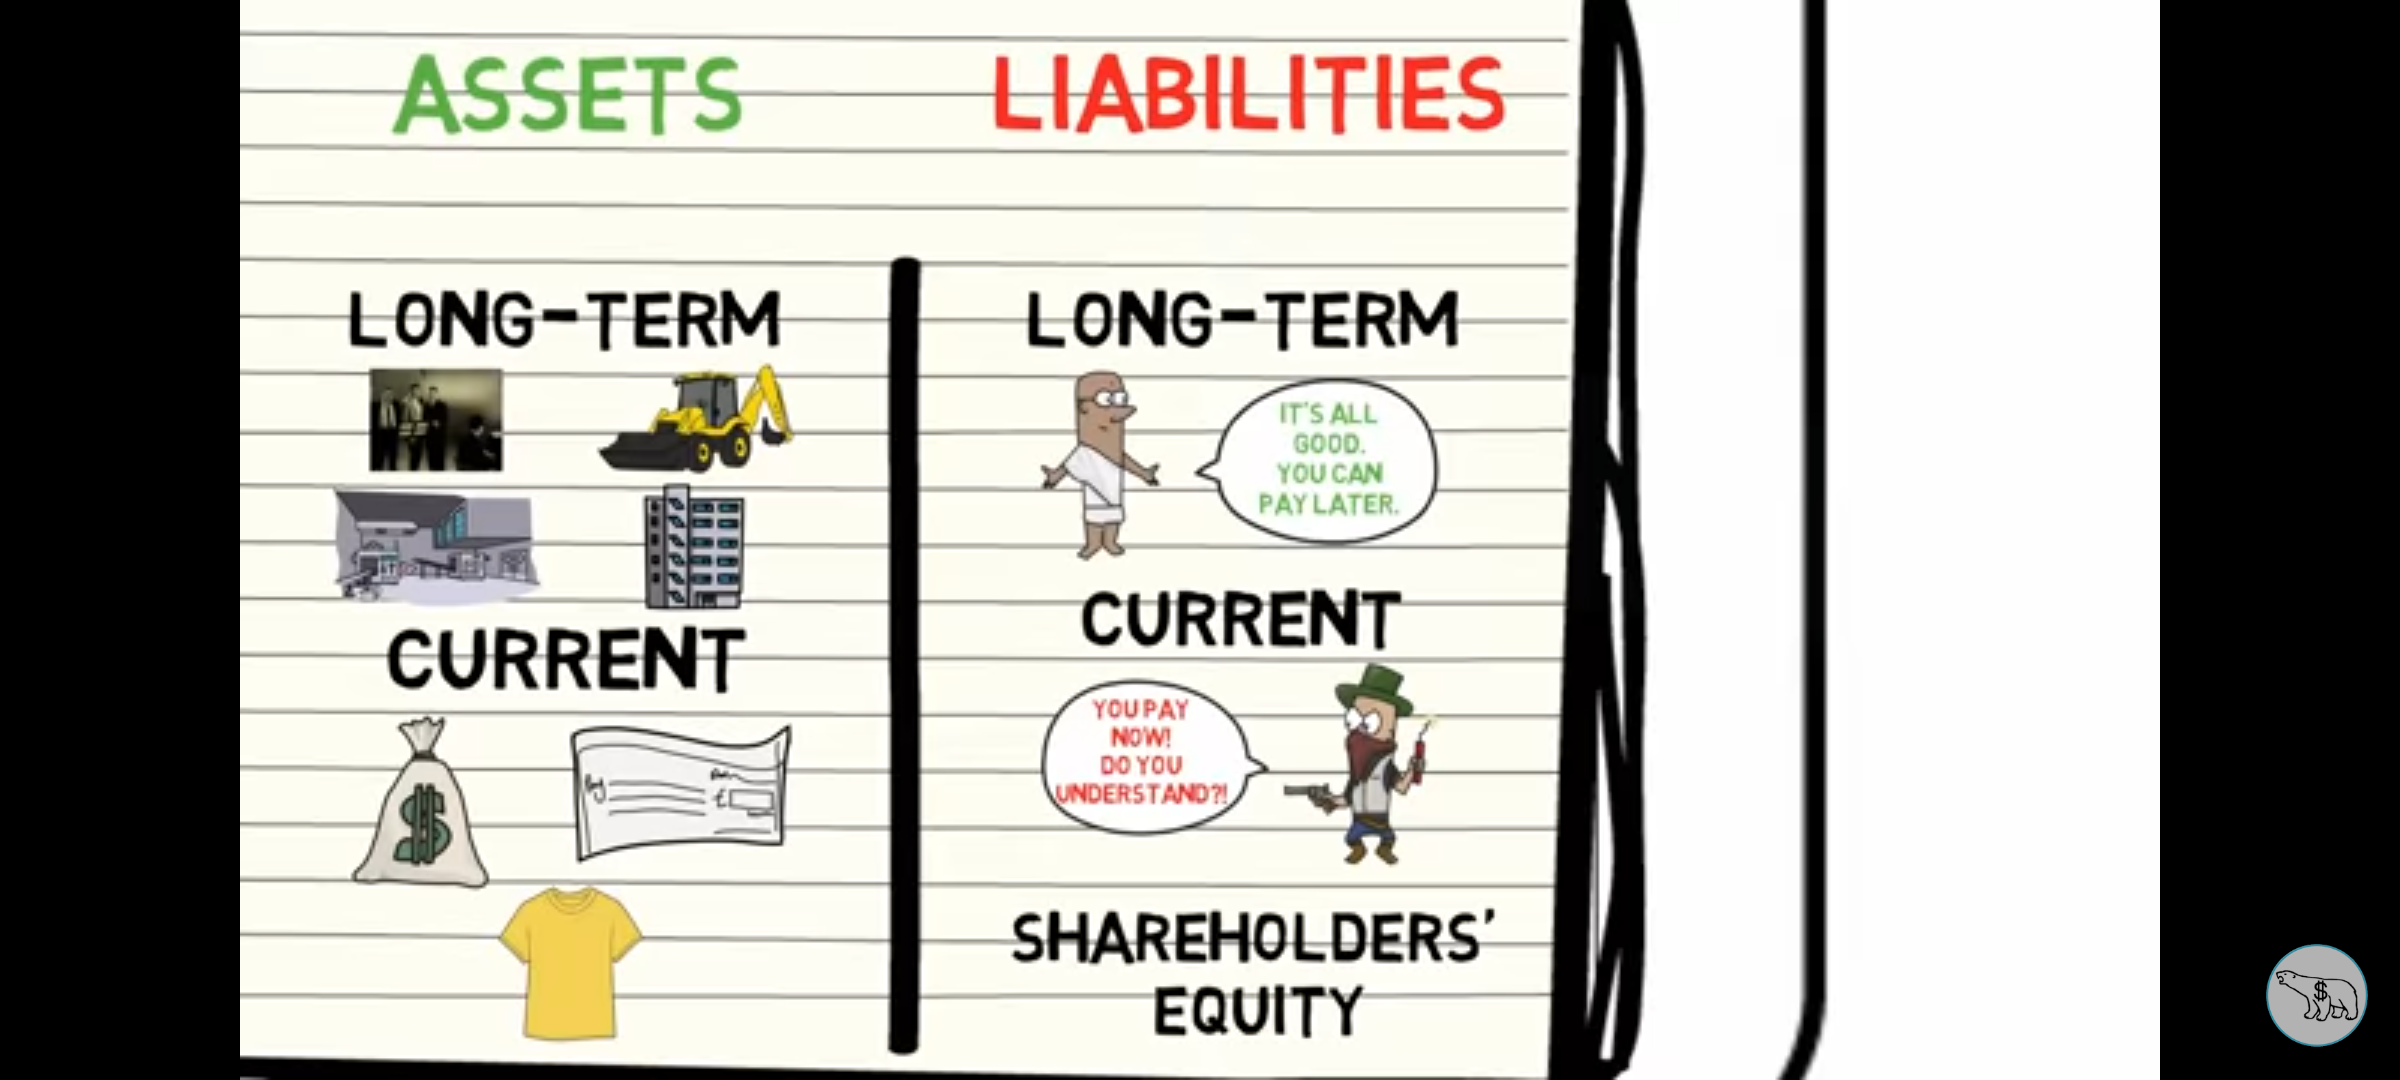 ASSETS
LIABILITIES
LONG-TERM
CURRENT
$
LONG-TERM
IT'S ALL
GOOD.
YOU CAN
PAY LATER.
CURRENT
YOU PAY
NOW!
DO YOU
UNDERSTAND?!
SHAREHOLDERS'
EQUITY
$